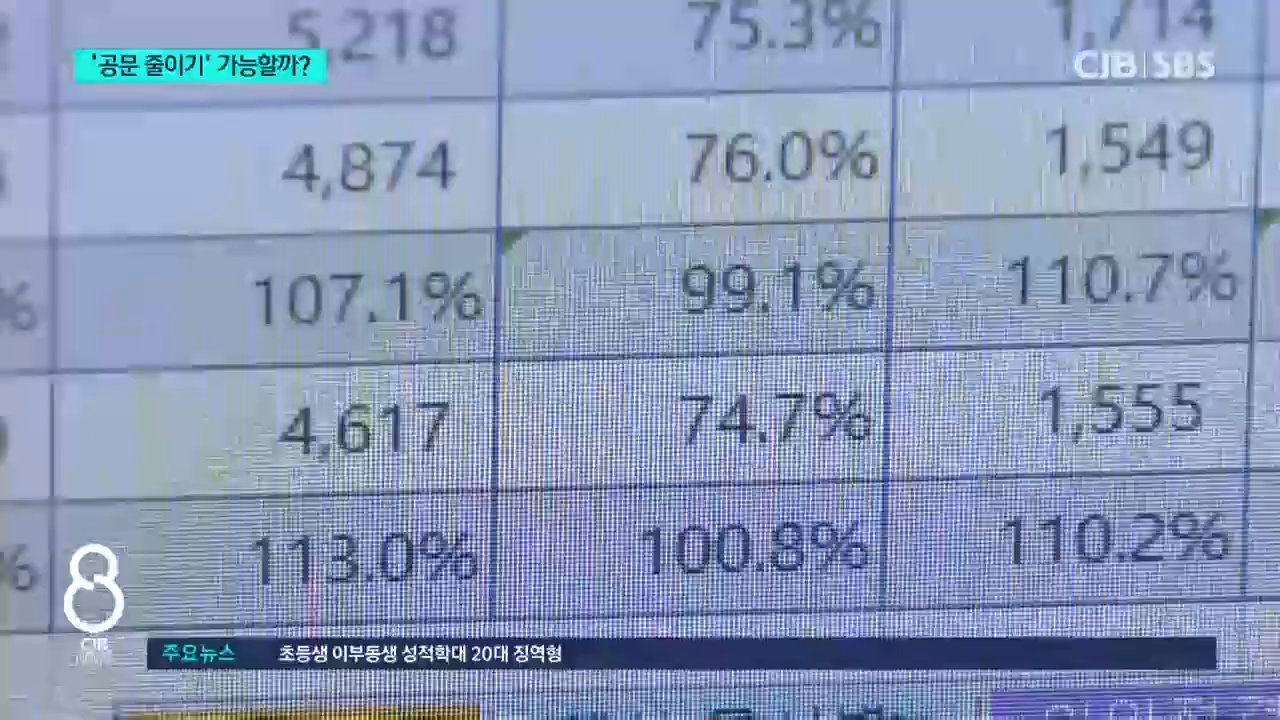 5,218 75.3% 1,714
'공문 줄이기' 가능할까?
CJB SBS
4,874 76.0% 1,549
% 107.1% 99.1% 110.7%
4,617 74.7% 1,555
% 113.0% 100.8% 110.2%
8
CJB
주요뉴스 초등생 이부동생 성적학대 20대 징역형